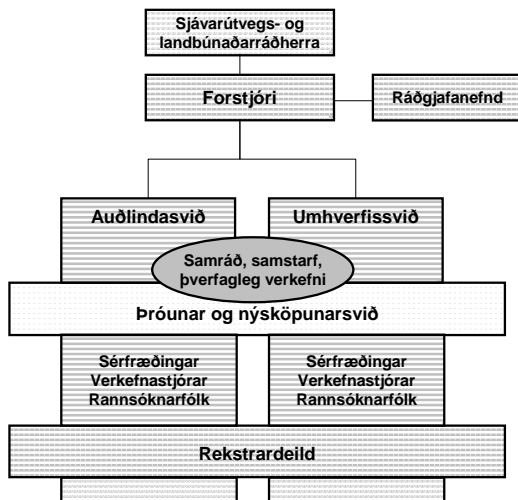 Sjávarútvegs- og
landbúnaðarráðherra
Forstjóri
Ráðgjafanefnd
Auðlindasvið
Umhverfissvið
Samráð, samstarf,
þverfagleg verkefni
Þróunar og nýsköpunarsvið
Sérfræðingar
Verkefnastjórar
Rannsóknarfólk
Sérfræðingar
Verkefnastjórar
Rannsóknarfólk
Rekstrardeild